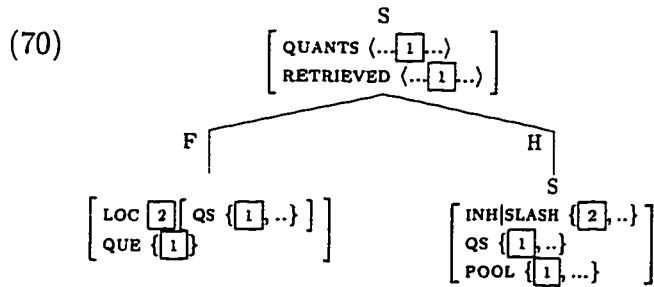 (70)
S
[ QUANTS ⟨...[1]...⟩ ]
[ RETRIEVED ⟨...[1]...⟩ ]
F H
S
[ LOC [2] [ QS {[1],..} ] ]
[ QUE {[1]} ]
[ INH|SLASH {[2],..} ]
[ QS {[1],..} ]
[ POOL {[1],...} ]